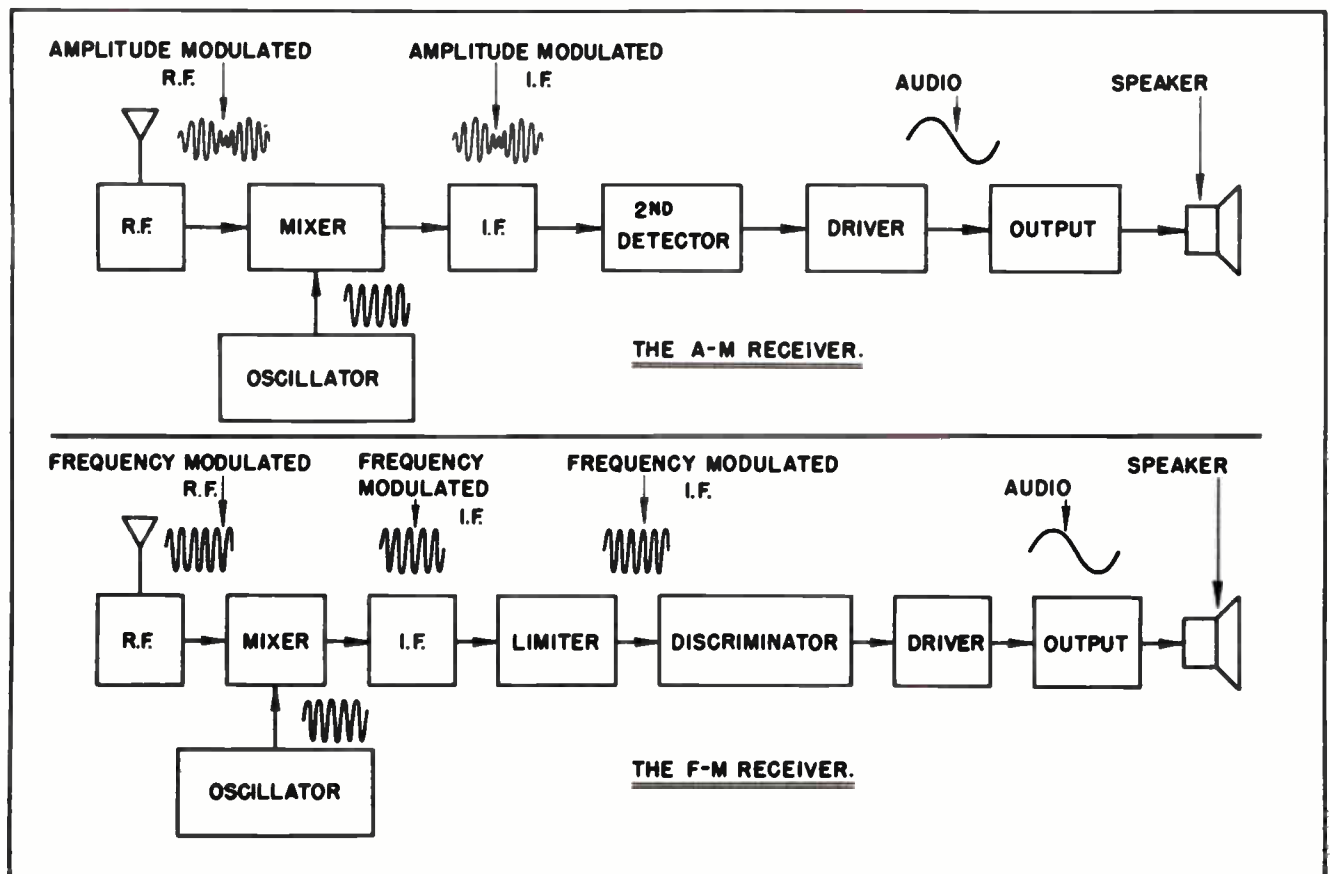 AMPLITUDE MODULATED
R.F.
AMPLITUDE MODULATED
I.F.
AUDIO
SPEAKER
R.F.
MIXER
I.F.
2ND
DETECTOR
DRIVER
OUTPUT
OSCILLATOR
THE A-M RECEIVER.
FREQUENCY MODULATED
R.F.
FREQUENCY
MODULATED
I.F.
FREQUENCY MODULATED
I.F.
AUDIO
SPEAKER
R.F.
MIXER
I.F.
LIMITER
DISCRIMINATOR
DRIVER
OUTPUT
OSCILLATOR
THE F-M RECEIVER.